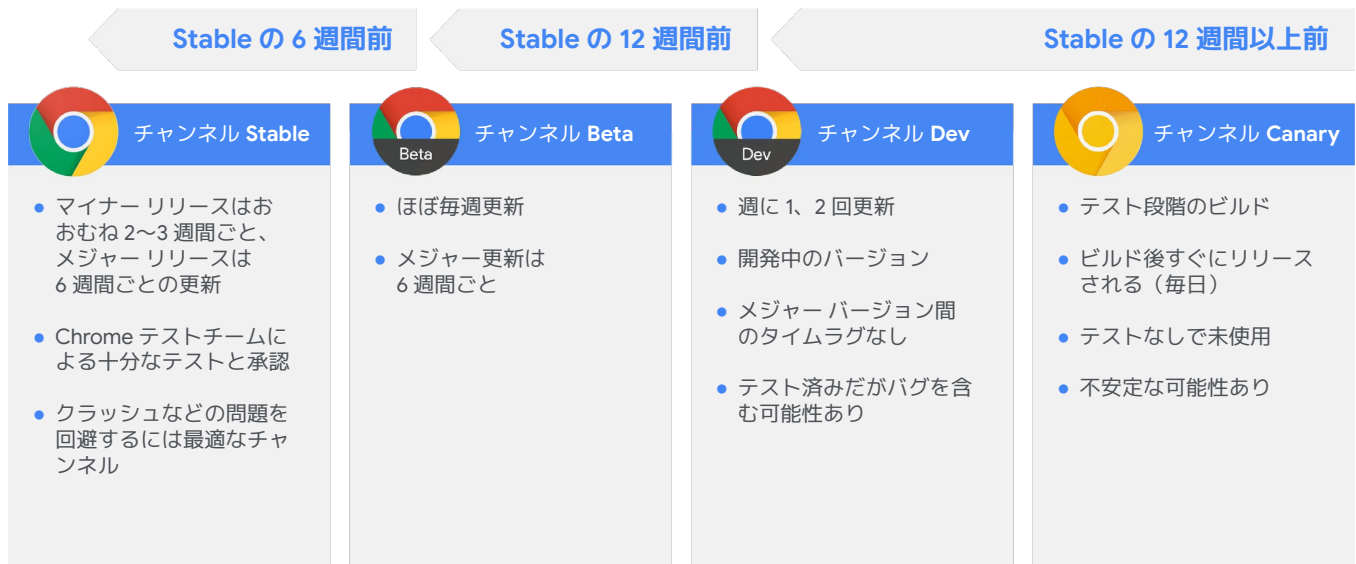 Stable の 6 週間前
Stable の 12 週間前
Stable の 12 週間以上前
チャンネル Stable
マイナー リリースはお
おむね 2〜3 週間ごと、
メジャー リリースは
6 週間ごとの更新
Chrome テストチームに
よる十分なテストと承認
クラッシュなどの問題を
回避するには最適なチャ
ンネル
Beta
チャンネル Beta
ほぼ毎週更新
メジャー更新は
6 週間ごと
Dev
チャンネル Dev
週に 1、2 回更新
開発中のバージョン
メジャー バージョン間
のタイムラグなし
テスト済みだがバグを含
む可能性あり
チャンネル Canary
テスト段階のビルド
ビルド後すぐにリリース
される（毎日）
テストなしで未使用
不安定な可能性あり